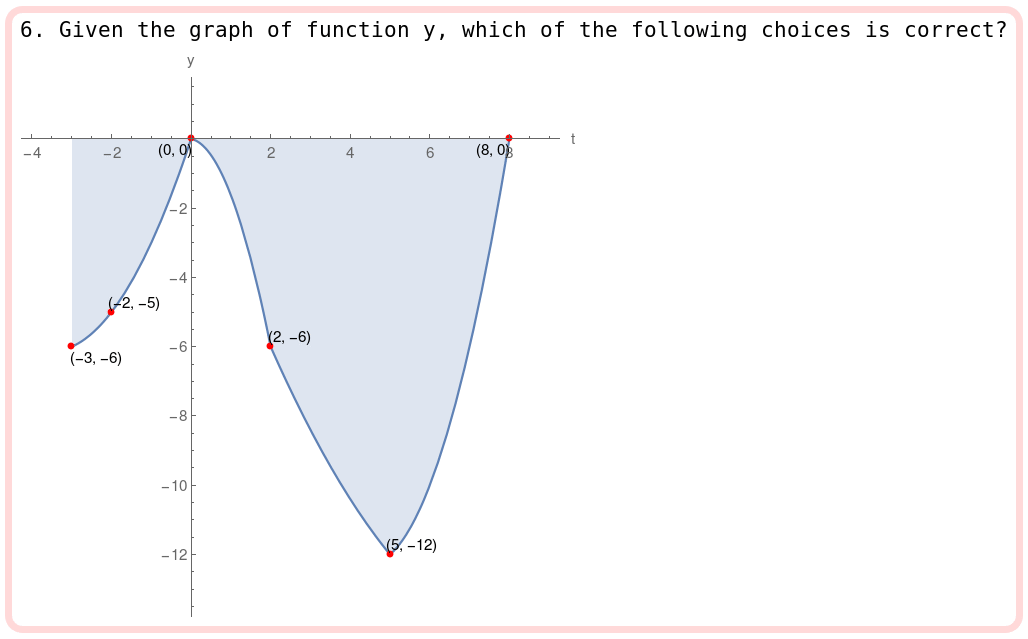 6. Given the graph of function y, which of the following choices is correct?
y
t
−4 −2 2 4 6 8
(0, 0) (8, 0)
−2
−4
(−2, −5)
(2, −6)
−6
(−3, −6)
−8
−10
(5, −12)
−12